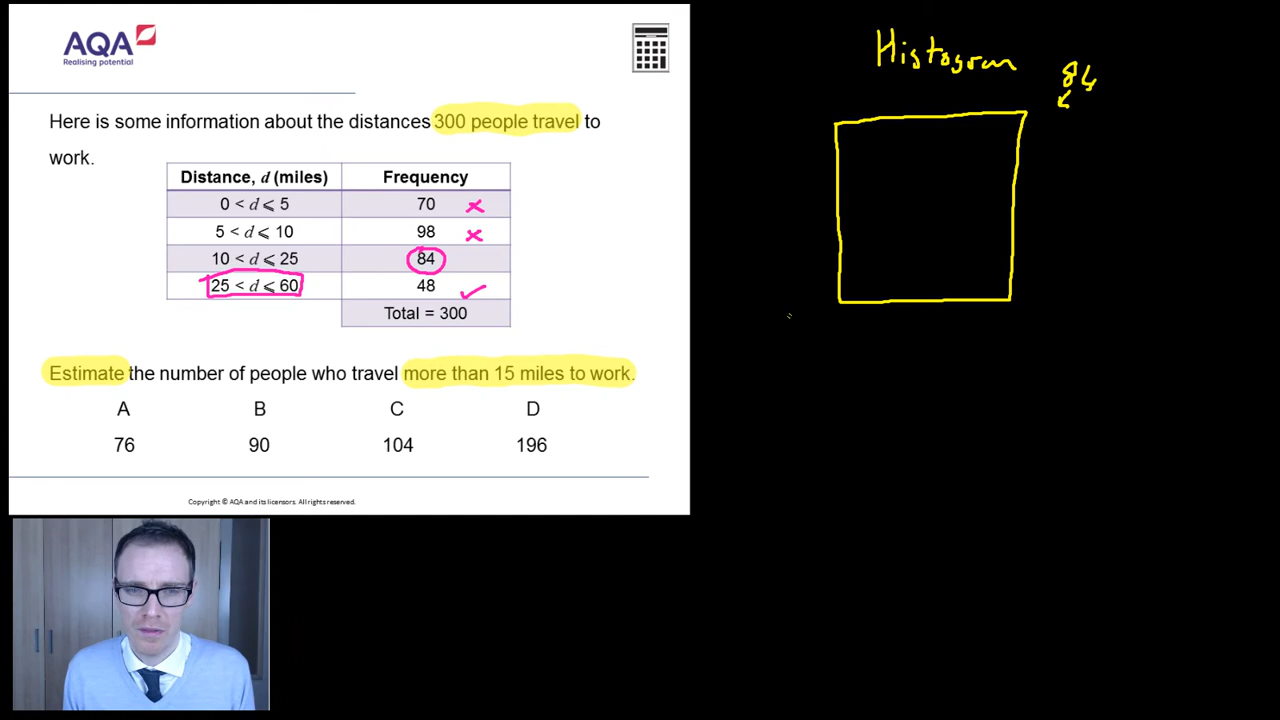 AQA
Realising potential
Here is some information about the distances 300 people travel to
work.
Distance, d (miles) Frequency
0 < d ⩽ 5 70
5 < d ⩽ 10 98
10 < d ⩽ 25 84
25 < d ⩽ 60 48
Total = 300
Estimate the number of people who travel more than 15 miles to work.
A B C D
76 90 104 196
Copyright © AQA and its licensors. All rights reserved.
Histogram
84